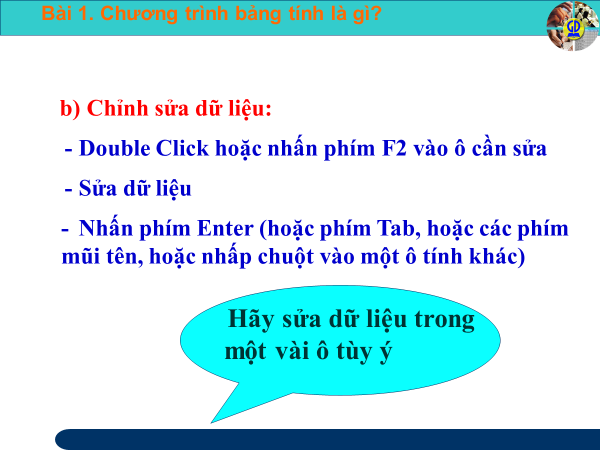 Bài 1. Chương trình bảng tính là gì?
b) Chỉnh sửa dữ liệu:
- Double Click hoặc nhấn phím F2 vào ô cần sửa
- Sửa dữ liệu
- Nhấn phím Enter (hoặc phím Tab, hoặc các phím
mũi tên, hoặc nhấp chuột vào một ô tính khác)
Hãy sửa dữ liệu trong
một vài ô tùy ý